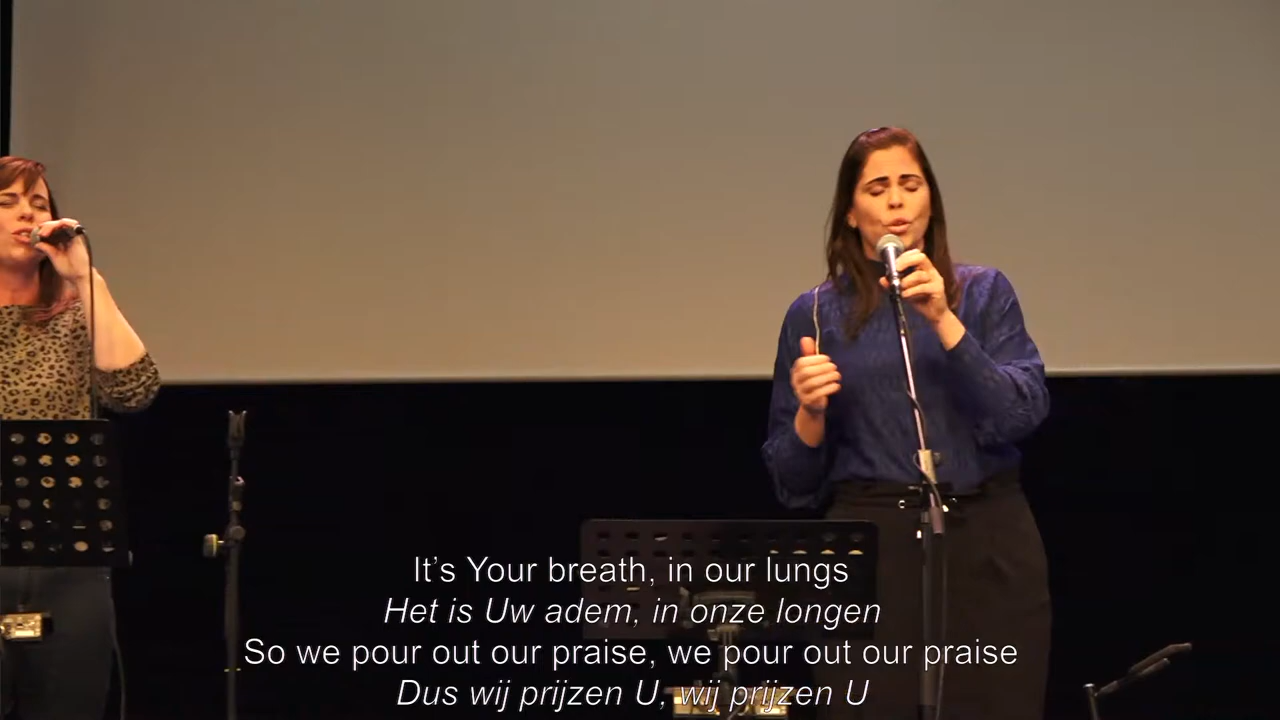 It’s Your breath, in our lungs
Het is Uw adem, in onze longen
So we pour out our praise, we pour out our praise
Dus wij prijzen U, wij prijzen U